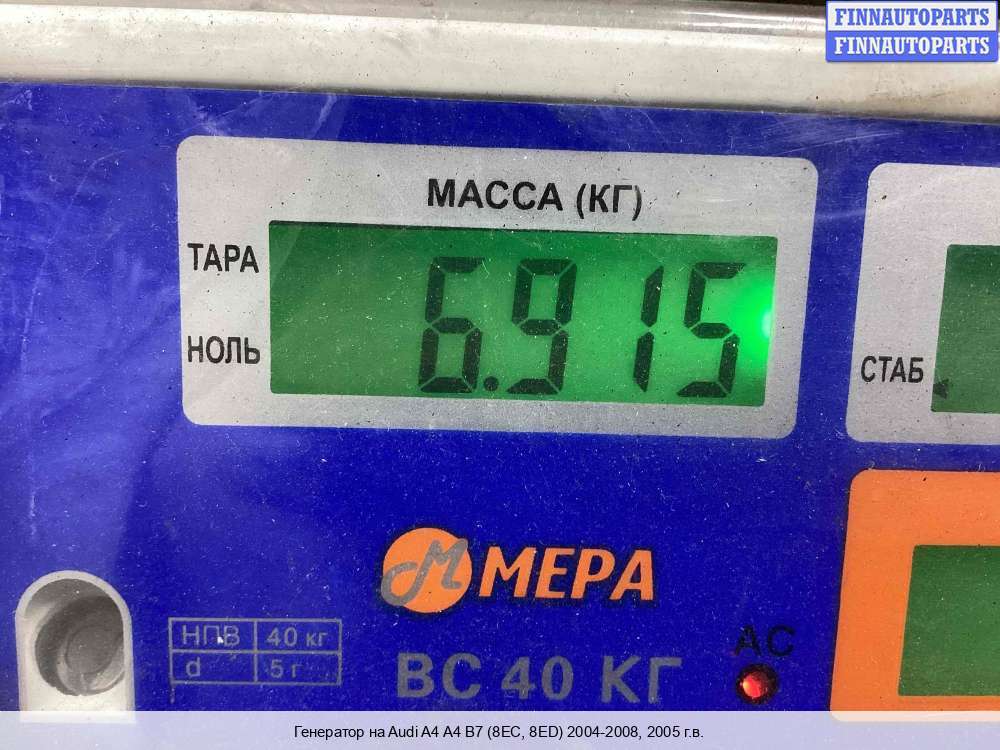 FINNAUTOPARTS
FINNAUTOPARTS
МАССА (КГ)
ТАРА
6.915
НОЛЬ
СТАБ
М МЕРА
НПВ 40 кг
d 5 г
ВС 40 КГ
AC
Генератор на Audi A4 A4 B7 (8EC, 8ED) 2004-2008, 2005 г.в.